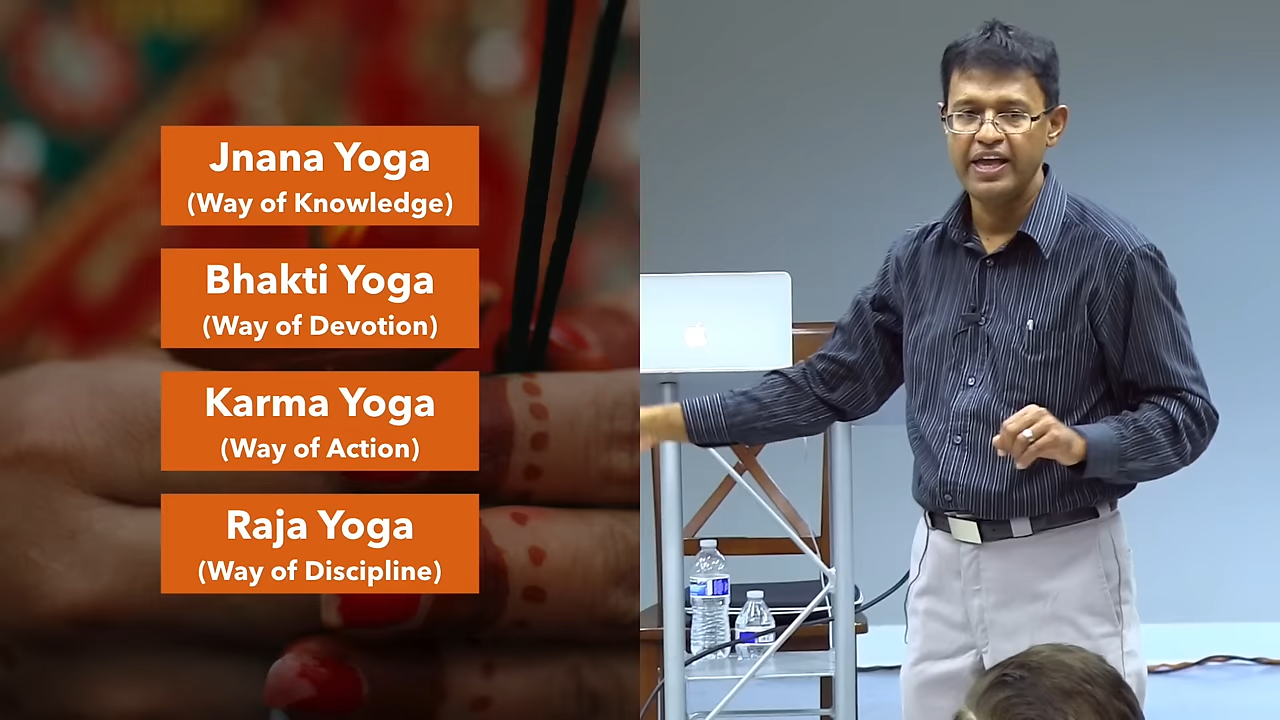 Jnana Yoga
(Way of Knowledge)
Bhakti Yoga
(Way of Devotion)
Karma Yoga
(Way of Action)
Raja Yoga
(Way of Discipline)